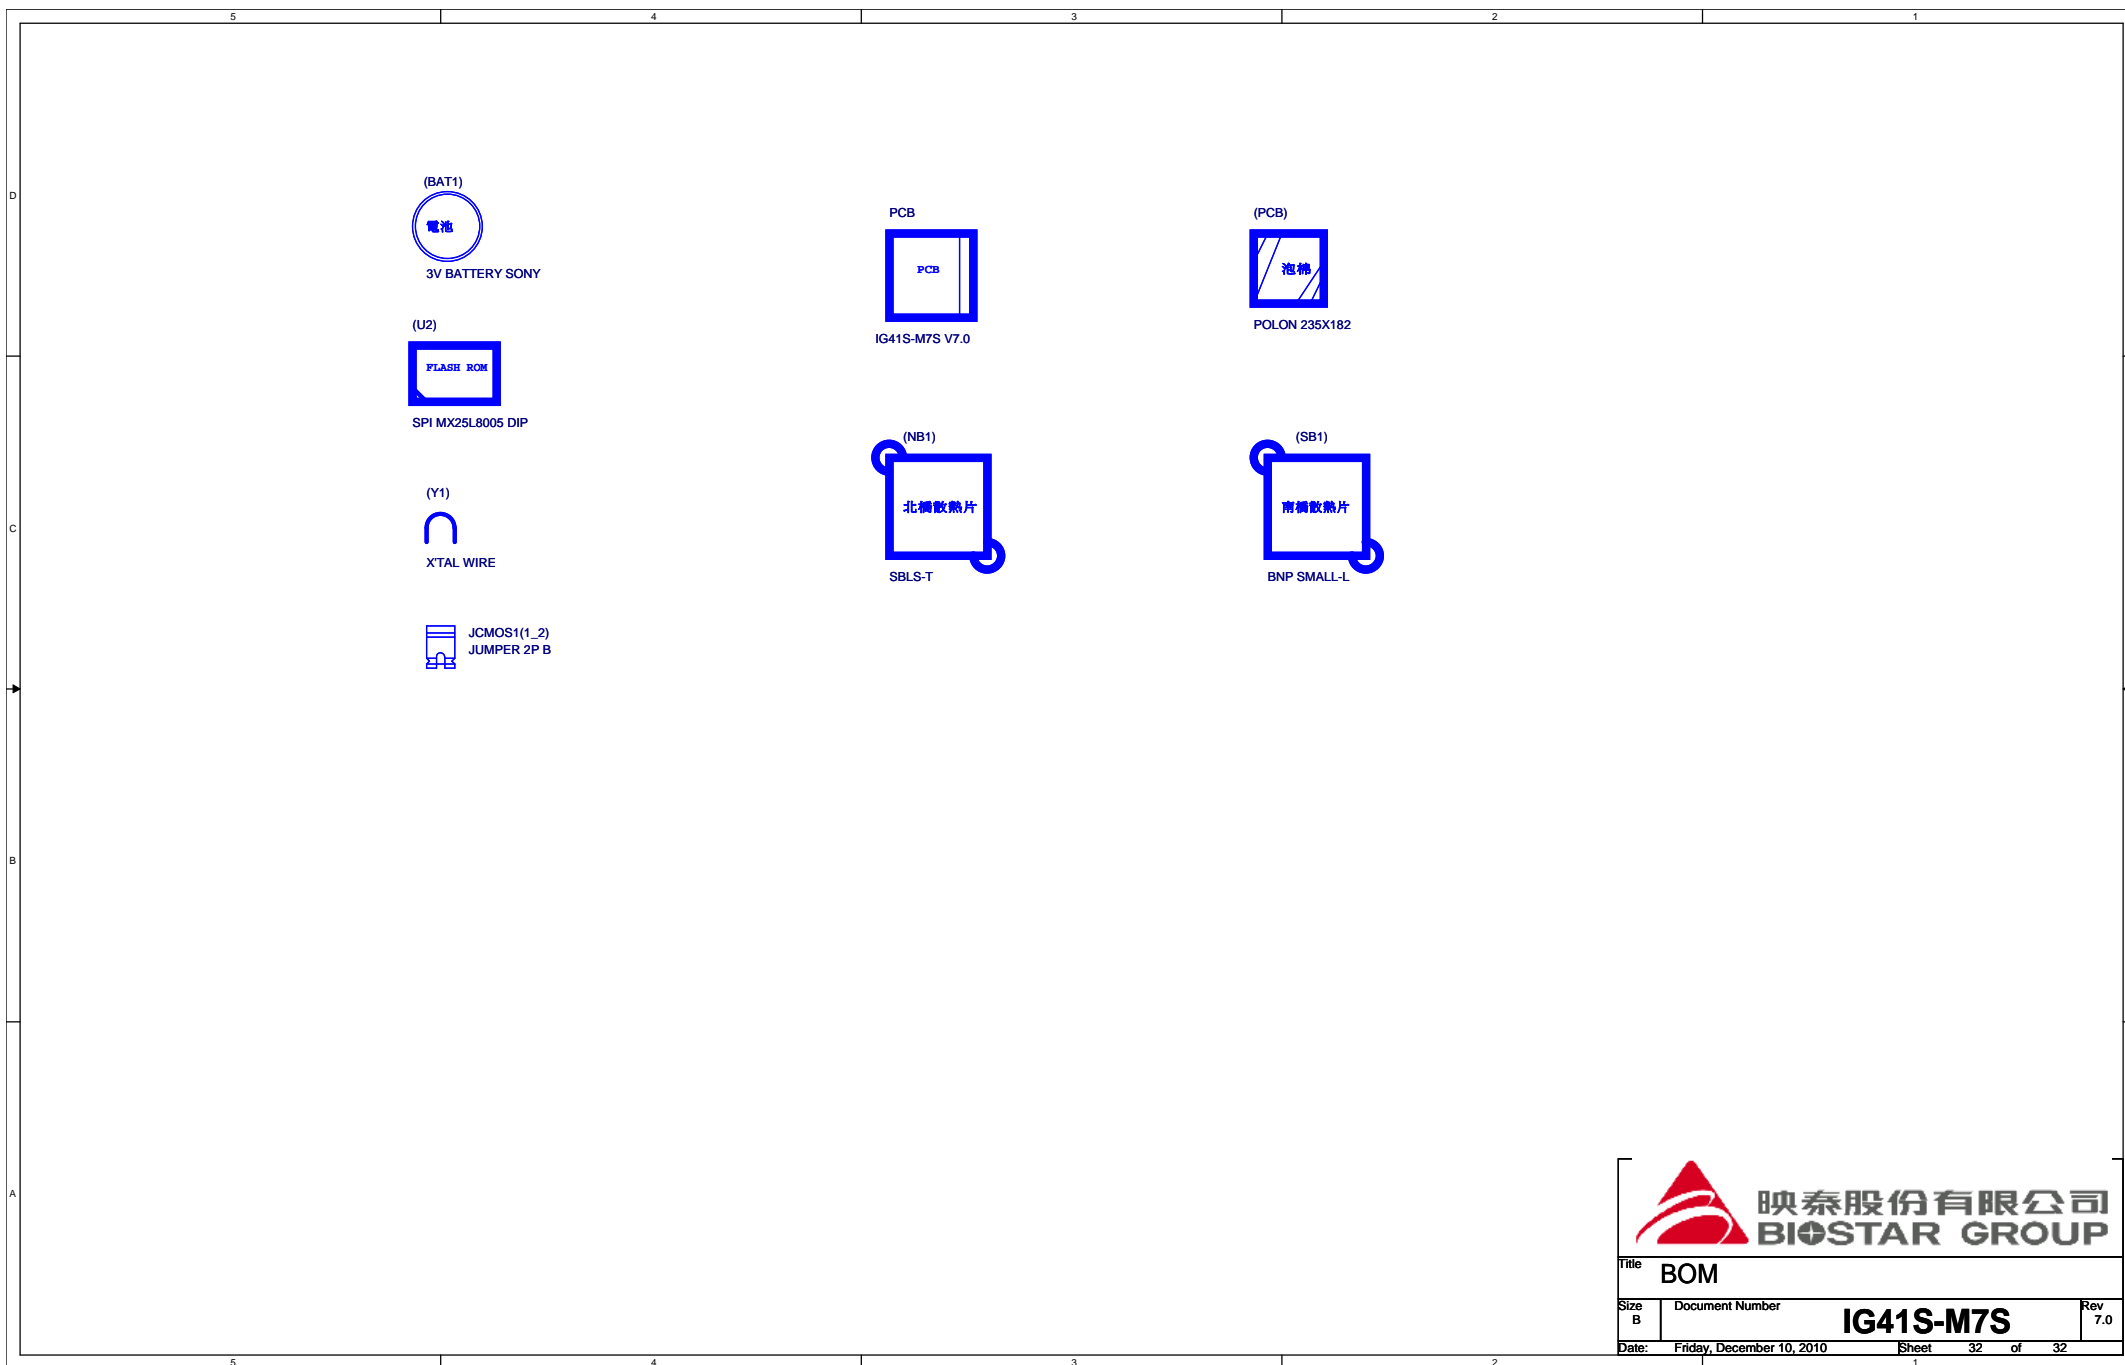 5 4 3 2 1
D
C
B
A
(BAT1)
電池
3V BATTERY SONY
(U2)
FLASH ROM
SPI MX25L8005 DIP
(Y1)
X'TAL WIRE
JCMOS1(1_2)
JUMPER 2P B
PCB
PCB
IG41S-M7S V7.0
(PCB)
泡棉
POLON 235X182
(NB1)
北橋散熱片
SBLS-T
(SB1)
南橋散熱片
BNP SMALL-L
映泰股份有限公司
BIOSTAR GROUP
Title
BOM
Size
B
Document Number
IG41S-M7S
Rev
7.0
Date: Friday, December 10, 2010 Sheet 32 of 32
5 4 3 2 1